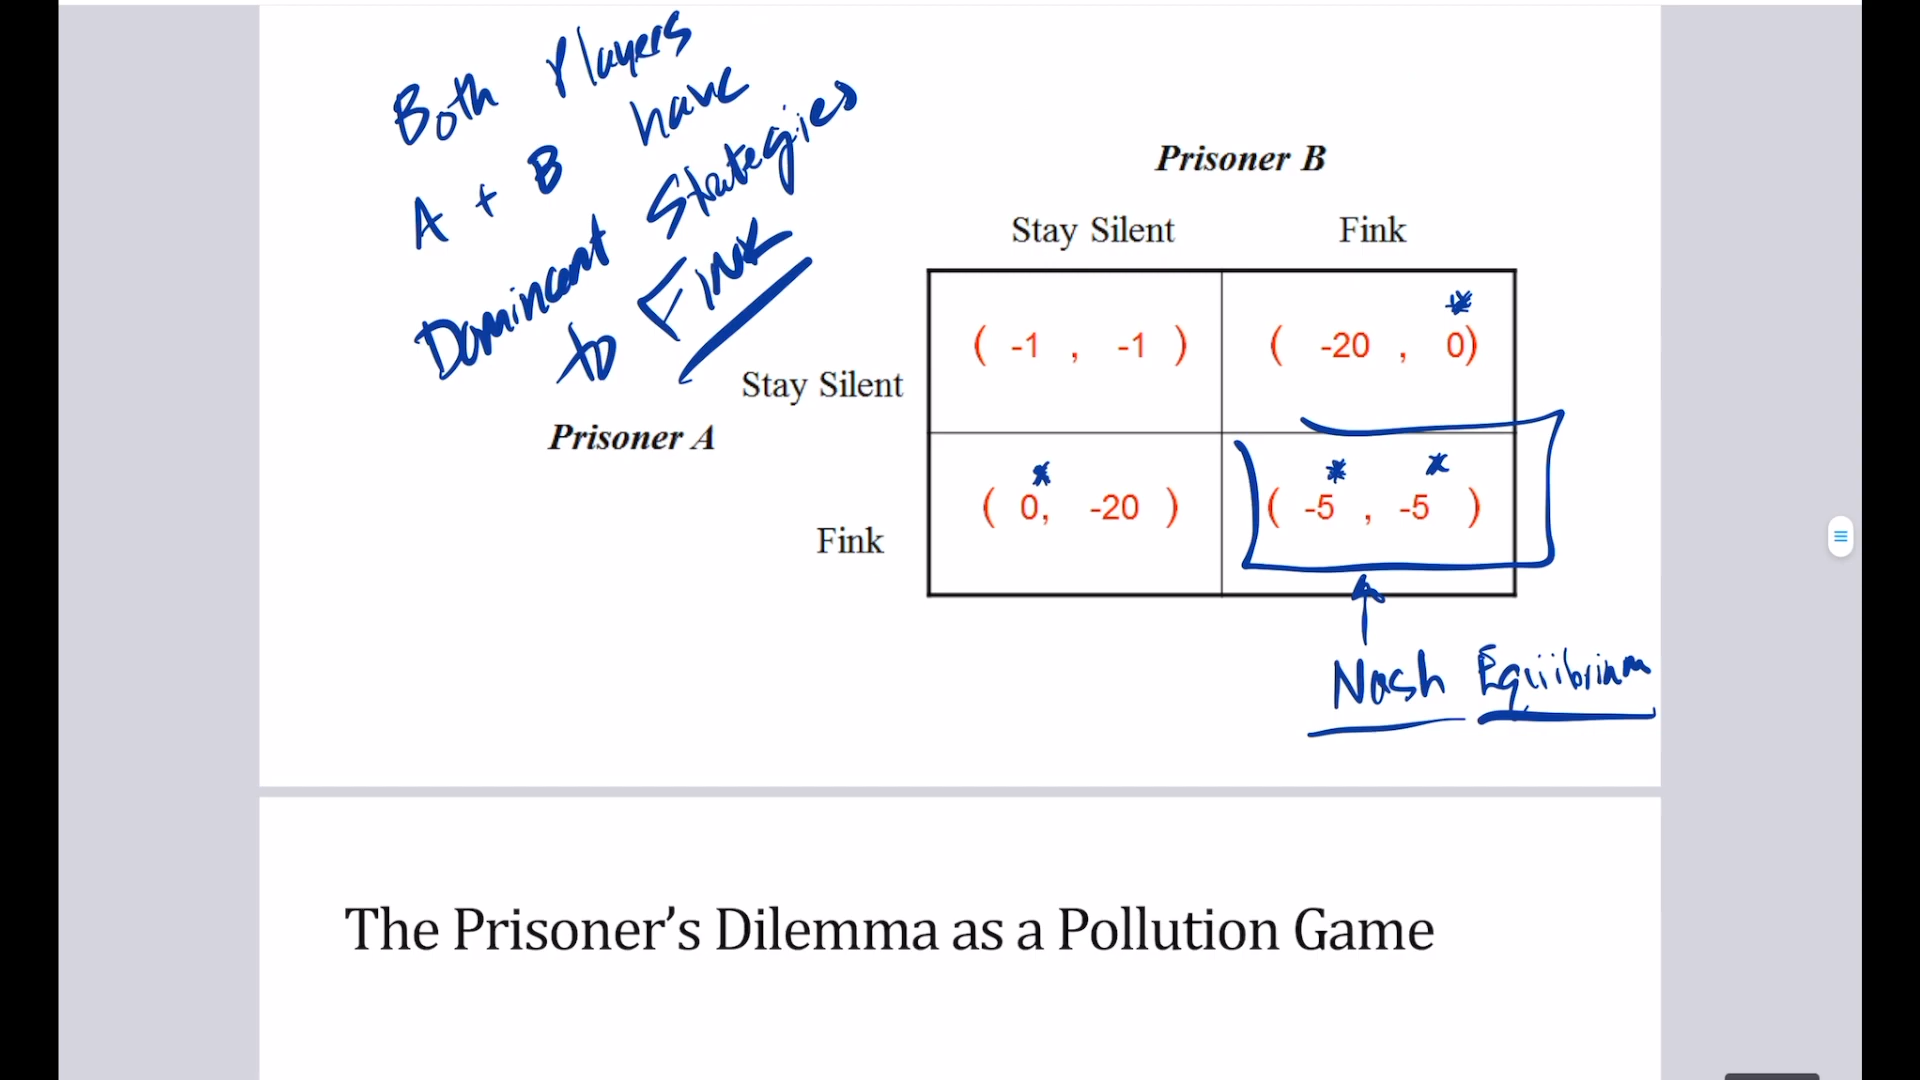 Both Players
A + B have
Dominant Strategies
to Fink
Prisoner B
Stay Silent Fink
( -1 , -1 ) ( -20 , 0)
*
Stay Silent
Prisoner A
( 0, -20 ) ( -5 , -5 )
* * *
Fink
Nash Equiibrium
The Prisoner’s Dilemma as a Pollution Game